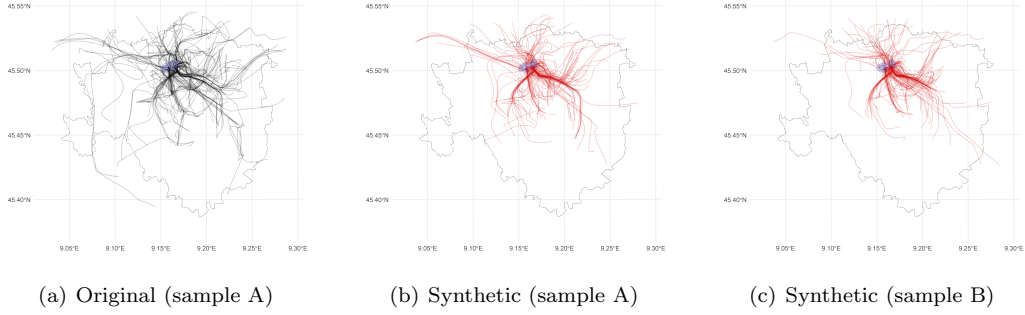 45.55°N
45.50°N
45.45°N
45.40°N
9.05°E 9.10°E 9.15°E 9.20°E 9.25°E 9.30°E
45.55°N
45.50°N
45.45°N
45.40°N
9.05°E 9.10°E 9.15°E 9.20°E 9.25°E 9.30°E
45.55°N
45.50°N
45.45°N
45.40°N
9.05°E 9.10°E 9.15°E 9.20°E 9.25°E 9.30°E
(a) Original (sample A)
(b) Synthetic (sample A)
(c) Synthetic (sample B)